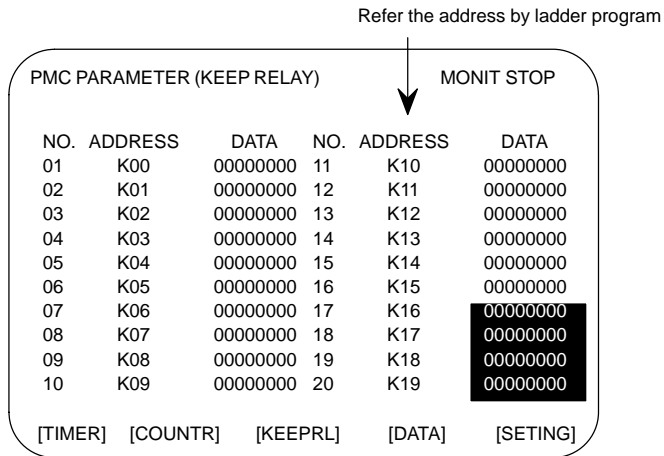 Refer the address by ladder program
PMC PARAMETER (KEEP RELAY) MONIT STOP
NO. ADDRESS DATA NO. ADDRESS DATA
01 K00 00000000 11 K10 00000000
02 K01 00000000 12 K11 00000000
03 K02 00000000 13 K12 00000000
04 K03 00000000 14 K13 00000000
05 K04 00000000 15 K14 00000000
06 K05 00000000 16 K15 00000000
07 K06 00000000 17 K16 00000000
08 K07 00000000 18 K17 00000000
09 K08 00000000 19 K18 00000000
10 K09 00000000 20 K19 00000000
[TIMER] [COUNTR] [KEEPRL] [DATA] [SETING]